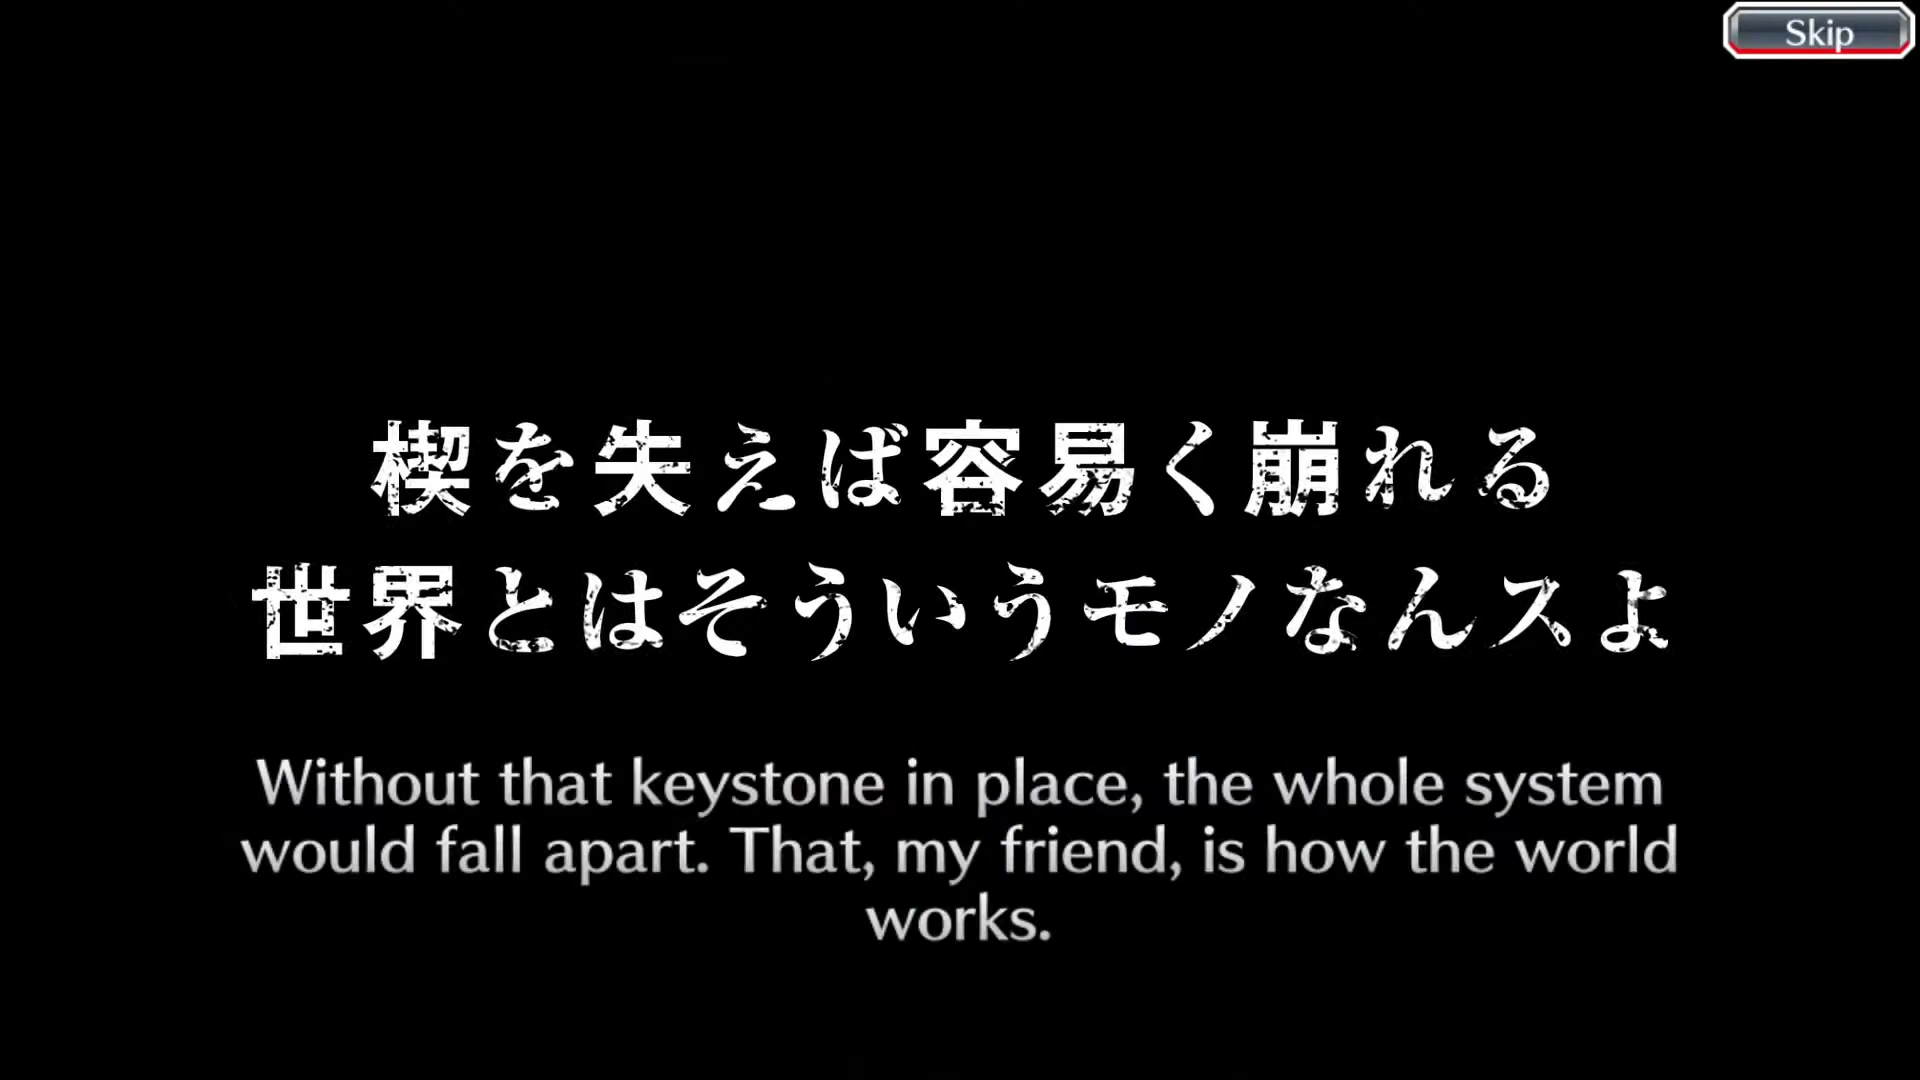 Skip
楔を失えば容易く崩れる
世界とはそういうモノなんスよ
Without that keystone in place, the whole system
would fall apart. That, my friend, is how the world
works.